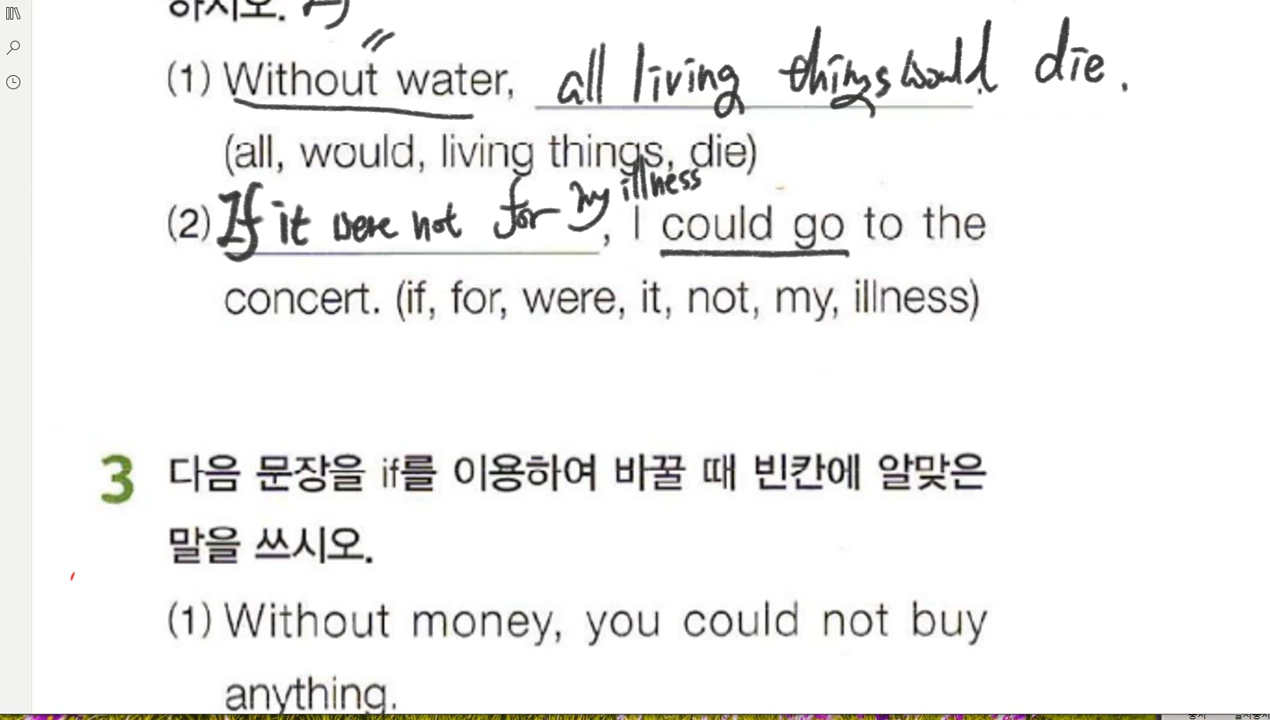 하시오.
(1) Without water, all living things would die.
(all, would, living things, die)
(2) If it were not for my illness, I could go to the
concert. (if, for, were, it, not, my, illness)
3 다음 문장을 if를 이용하여 바꿀 때 빈칸에 알맞은
말을 쓰시오.
(1) Without money, you could not buy
anything.